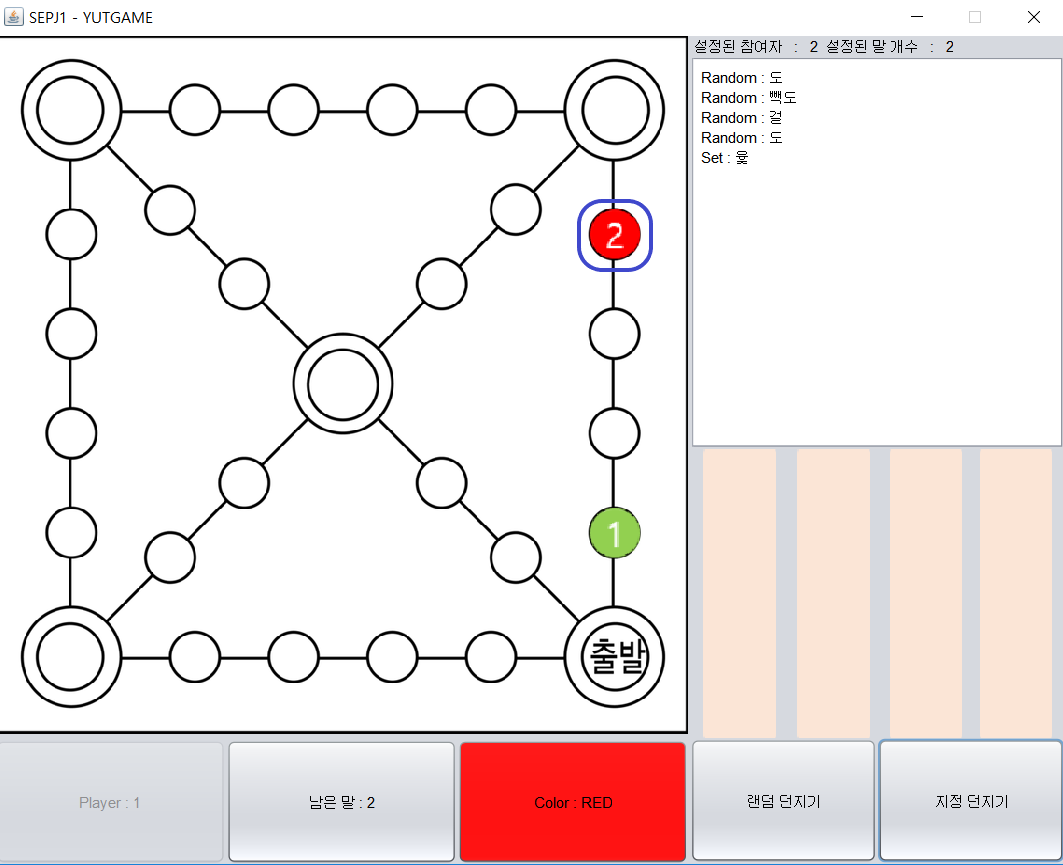 SEPJ1 - YUTGAME
설정된 참여자 : 2 설정된 말 개수 : 2
Random : 도
Random : 빽도
Random : 걸
Random : 도
Set : 윷
2
1
출발
Player : 1
남은 말 : 2
Color : RED
랜덤 던지기
지정 던지기